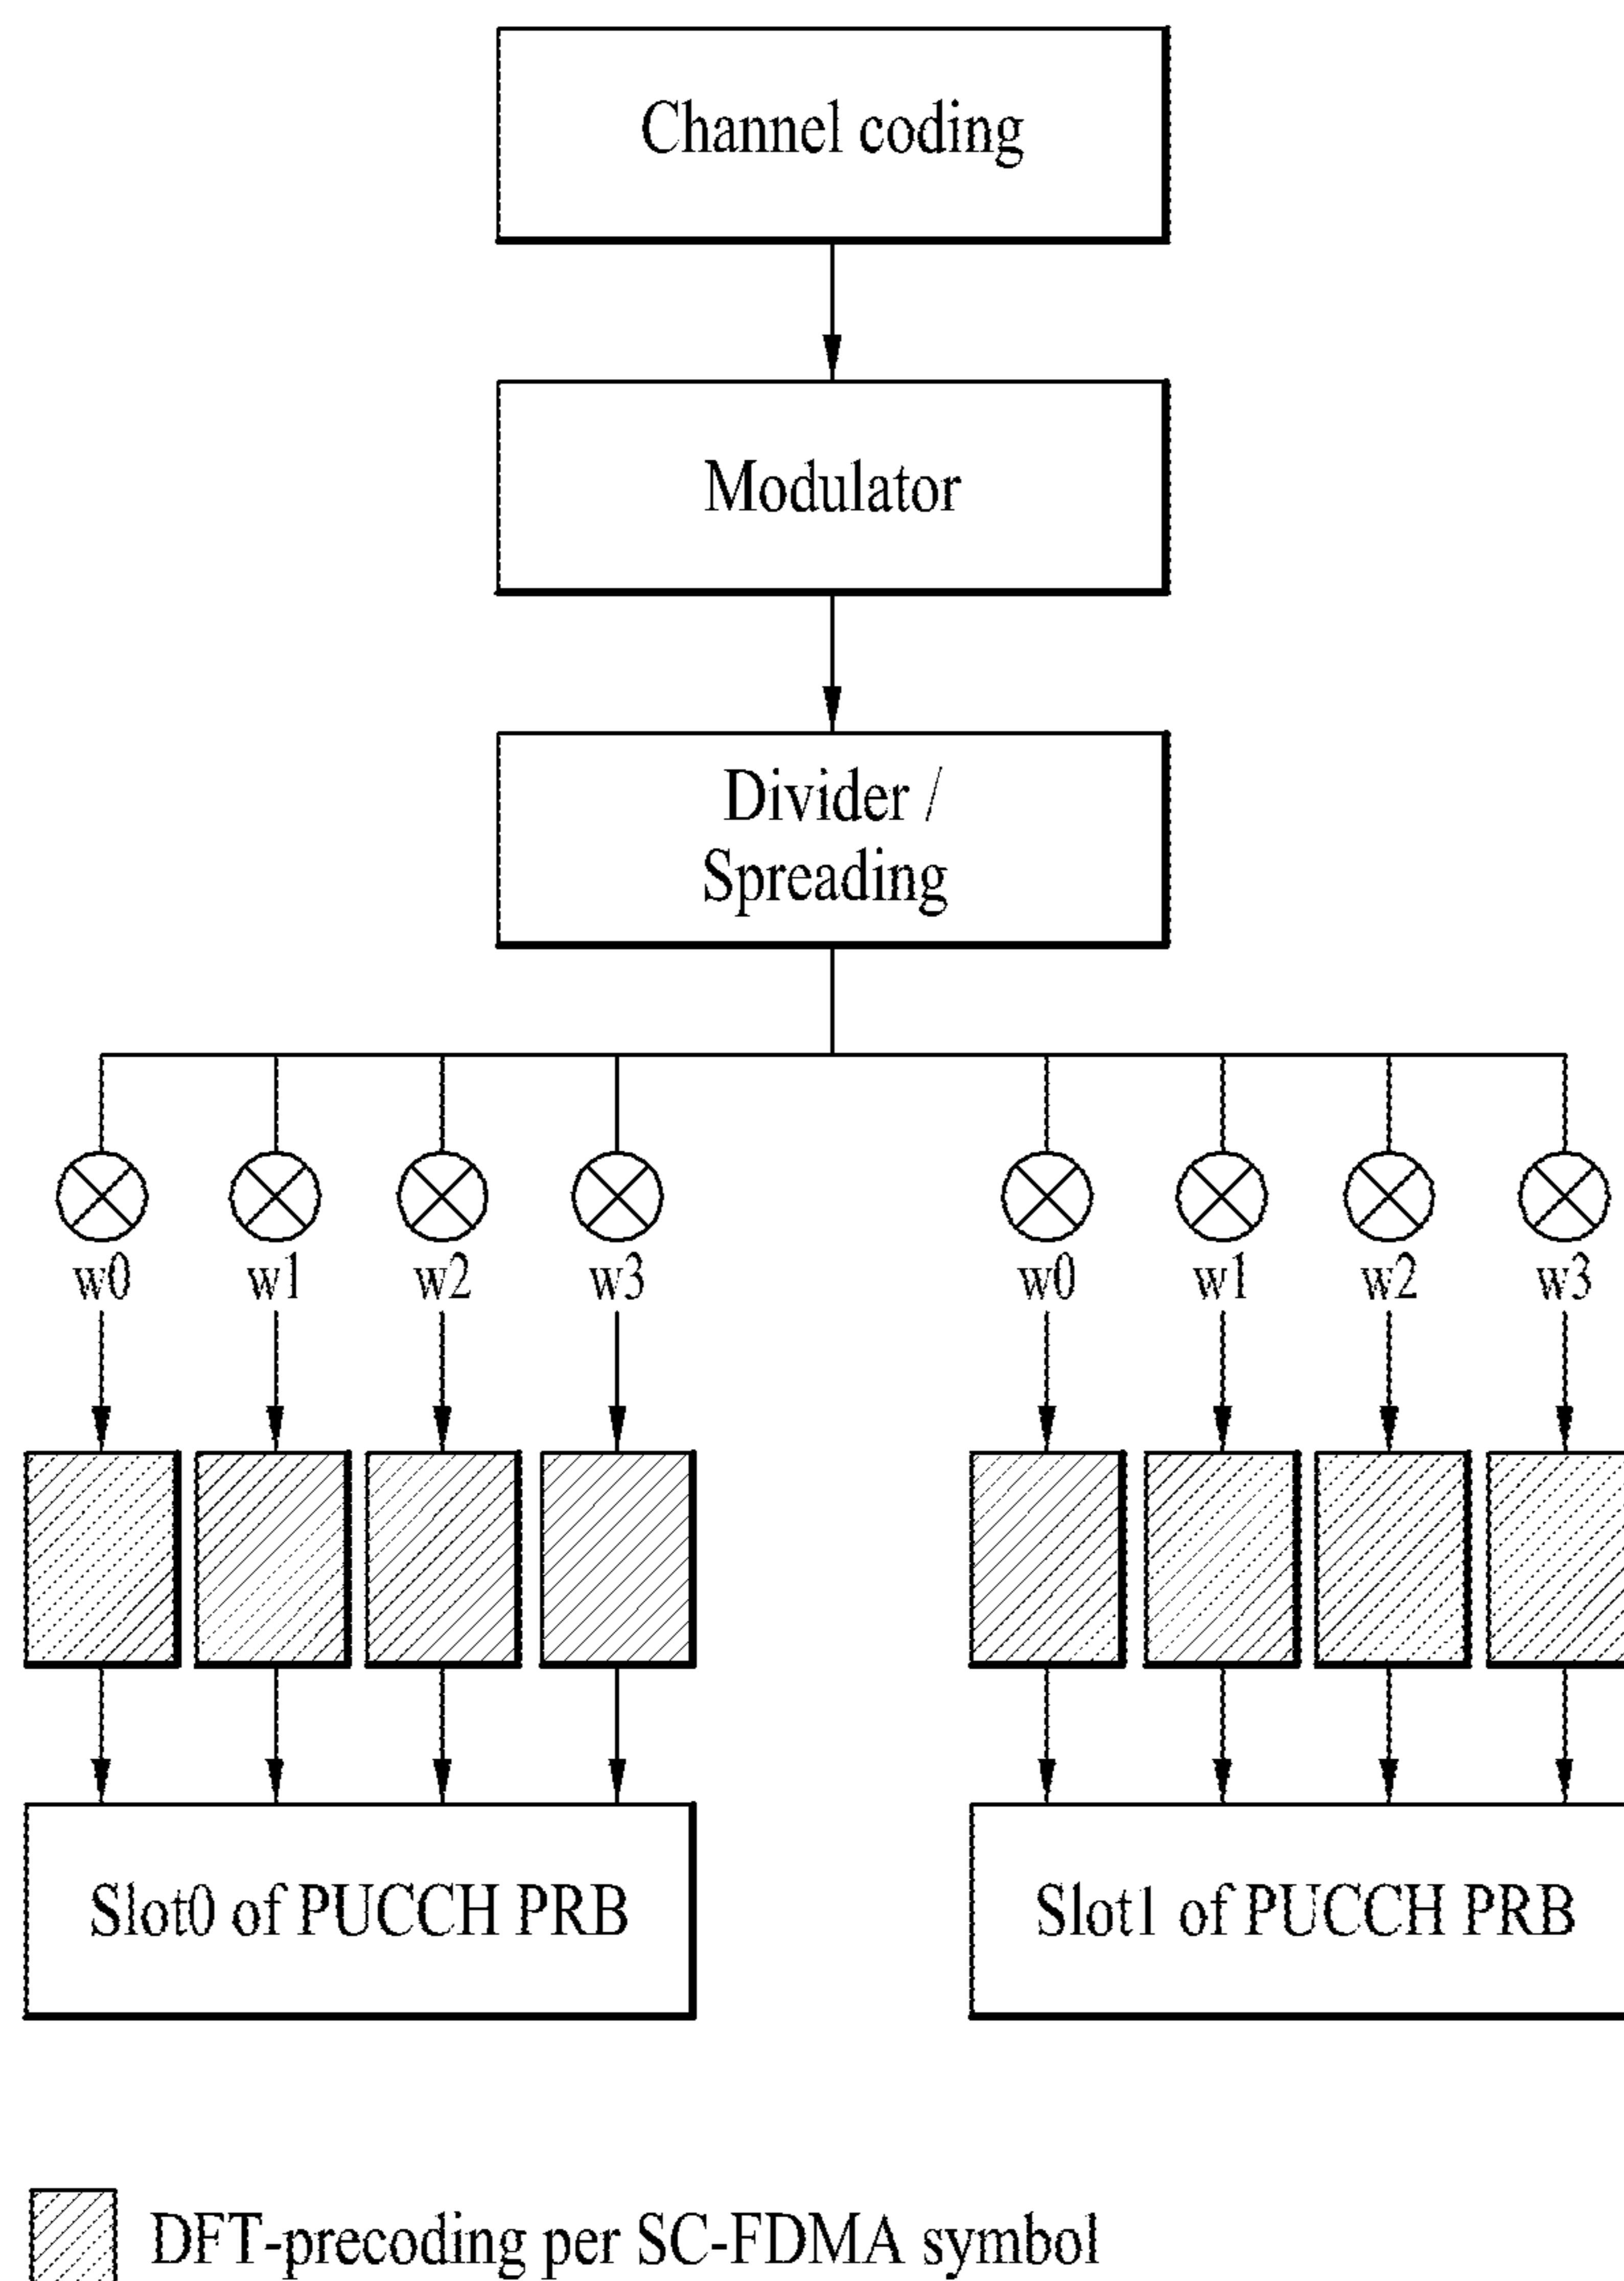 Channel coding
Modulator
Divider /
Spreading
w0 w1 w2 w3 w0 w1 w2 w3
Slot0 of PUCCH PRB Slot1 of PUCCH PRB
DFT-precoding per SC-FDMA symbol